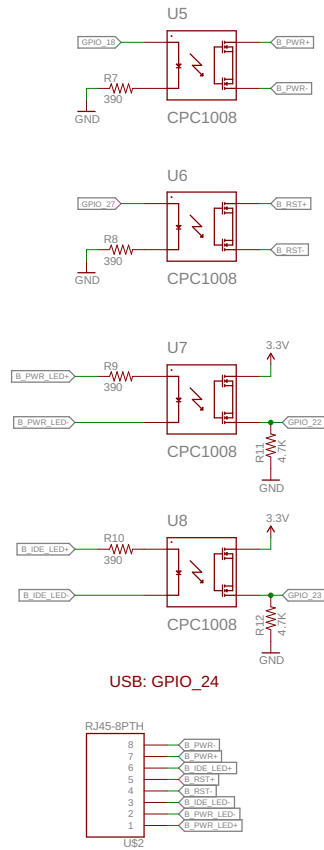 U5
GPIO_18
B_PWR+
R7
390
B_PWR-
GND
CPC1008
U6
GPIO_27
B_RST+
R8
390
B_RST-
GND
CPC1008
U7
3.3V
R9
B_PWR_LED+
390
B_PWR_LED-
GPIO_22
CPC1008
R11
4.7K
GND
U8
3.3V
R10
B_IDE_LED+
390
B_IDE_LED-
GPIO_23
CPC1008
R12
4.7K
GND
USB: GPIO_24
RJ45-8PTH
8 B_PWR-
7 B_PWR+
6 B_IDE_LED+
5 B_RST+
4 B_RST-
3 B_IDE_LED-
2 B_PWR_LED-
1 B_PWR_LED+
U$2